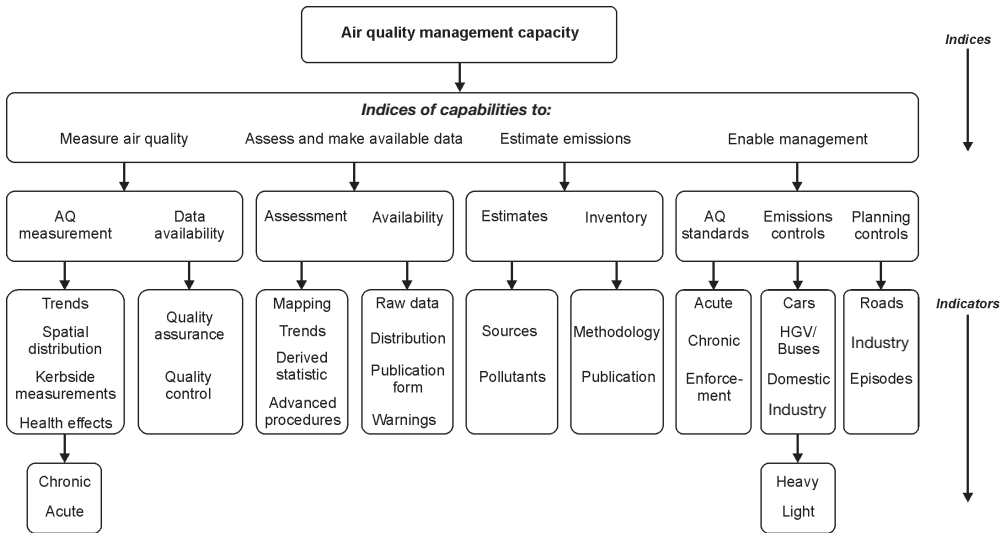 Air quality management capacity
Indices
Indices of capabilities to:
Measure air quality
Assess and make available data
Estimate emissions
Enable management
AQ
measurement
Data
availability
Assessment
Availability
Estimates
Inventory
AQ
standards
Emissions
controls
Planning
controls
Indicators
Trends
Spatial
distribution
Kerbside
measurements
Health effects
Quality
assurance
Quality
control
Mapping
Trends
Derived
statistic
Advanced
procedures
Raw data
Distribution
Publication
form
Warnings
Sources
Pollutants
Methodology
Publication
Acute
Chronic
Enforce-
ment
Cars
HGV/
Buses
Domestic
Industry
Roads
Industry
Episodes
Chronic
Acute
Heavy
Light